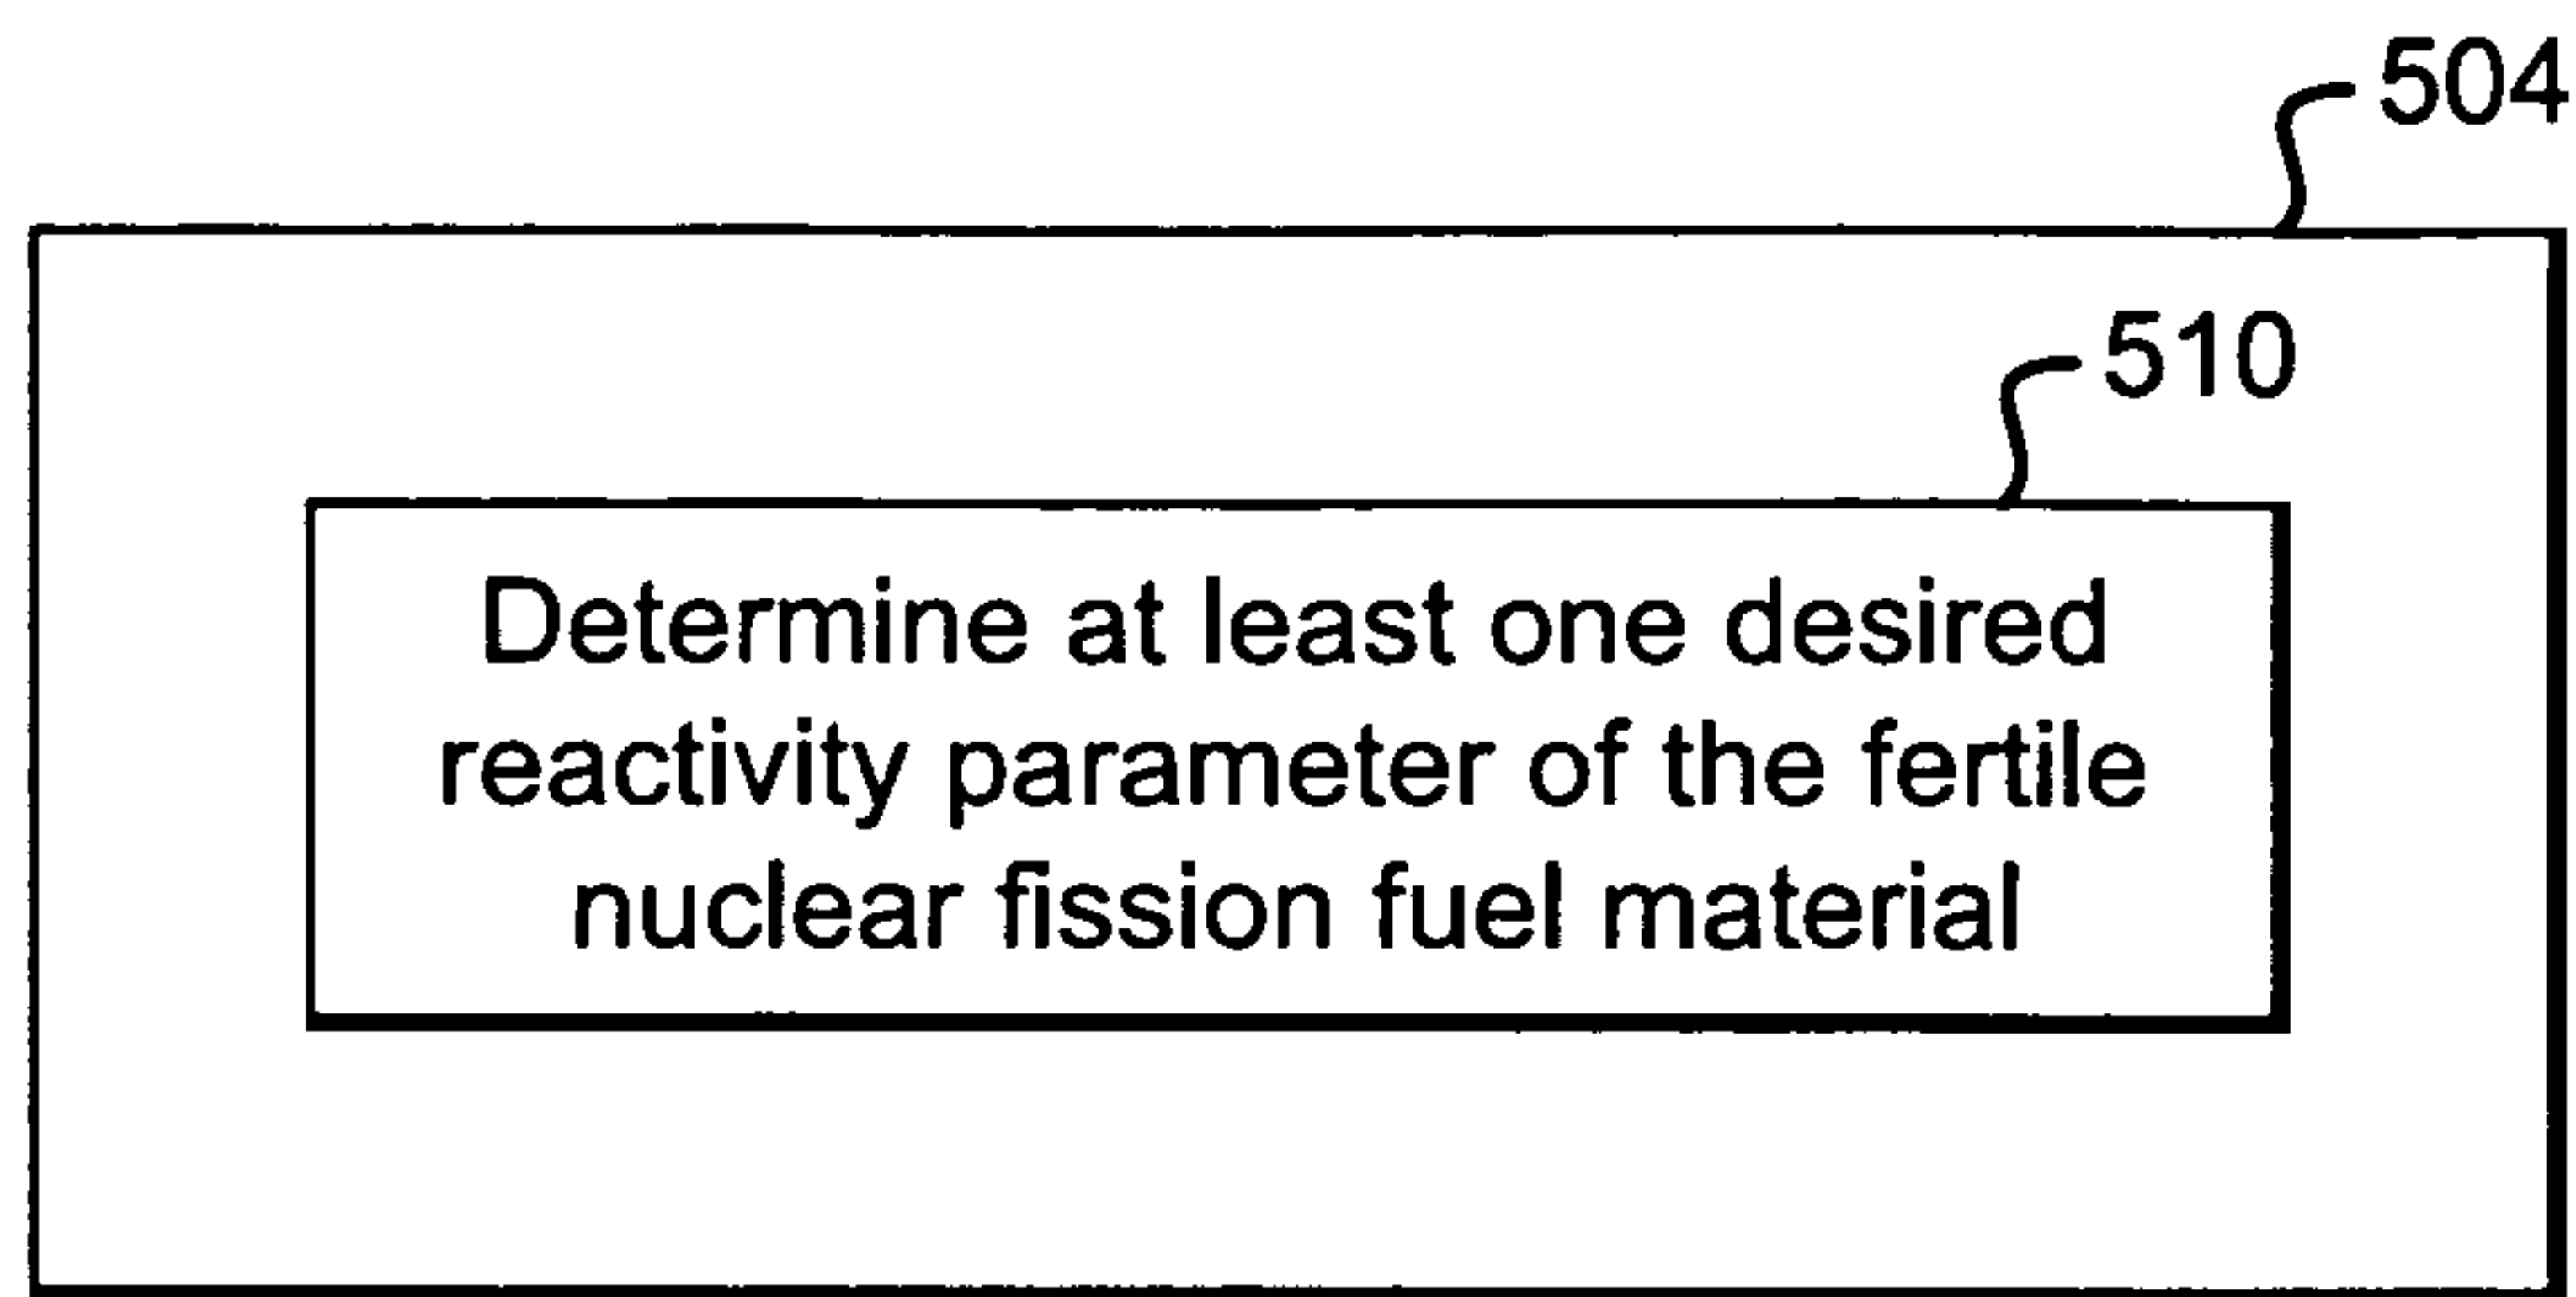 504
510
Determine at least one desired
reactivity parameter of the fertile
nuclear fission fuel material